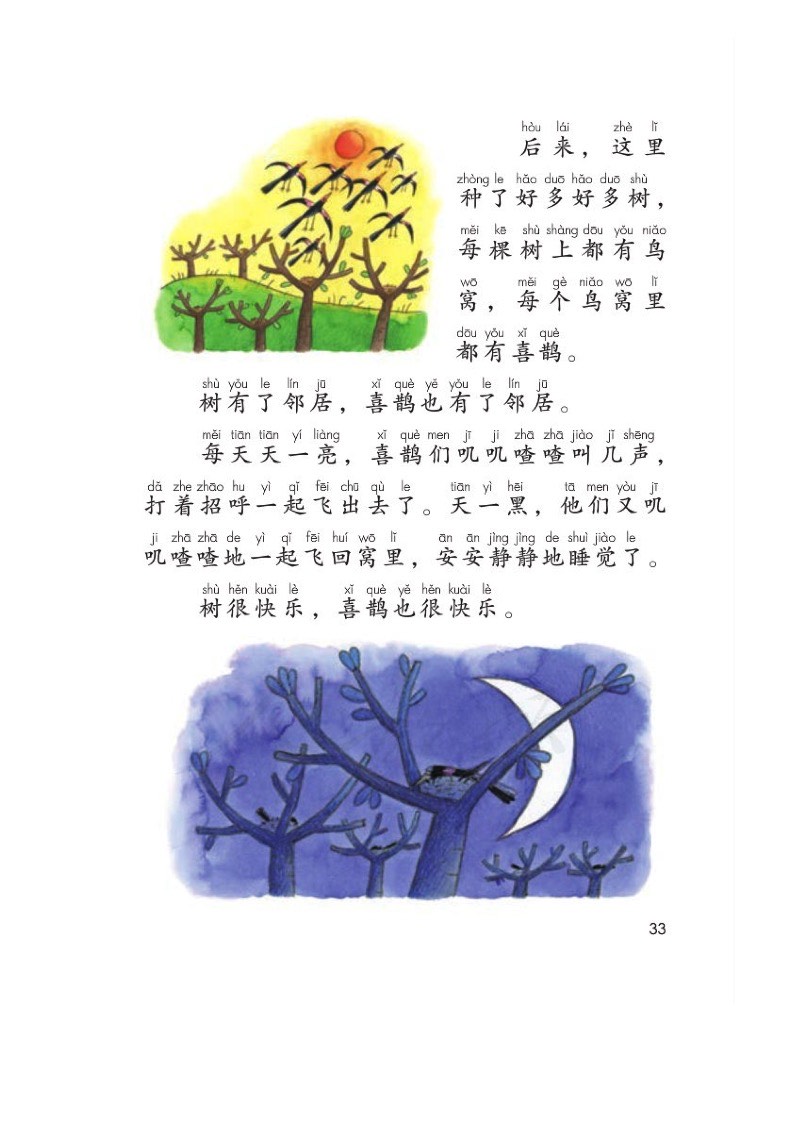 hòu lái zhè lǐ
后来，这里
zhòng le hǎo duō hǎo duō shù
种了好多好多树，
měi kē shù shàng dōu yǒu niǎo
每棵树上都有鸟
wō měi gè niǎo wō lǐ
窝，每个鸟窝里
dōu yǒu xǐ què
都有喜鹊。
shù yǒu le lín jū xǐ què yě yǒu le lín jū
树有了邻居，喜鹊也有了邻居。
měi tiān tiān yí liàng xǐ què men jī ji zhā zhā jiào jǐ shēng
每天天一亮，喜鹊们叽叽喳喳叫几声，
dǎ zhe zhāo hu yì qǐ fēi chū qù le tiān yì hēi tā men yòu jī
打着招呼一起飞出去了。天一黑，他们又叽
ji zhā zhā de yì qǐ fēi huí wō lǐ ān ān jìng jìng de shuì jiào le
叽喳喳地一起飞回窝里，安安静静地睡觉了。
shù hěn kuài lè xǐ què yě hěn kuài lè
树很快乐，喜鹊也很快乐。
33